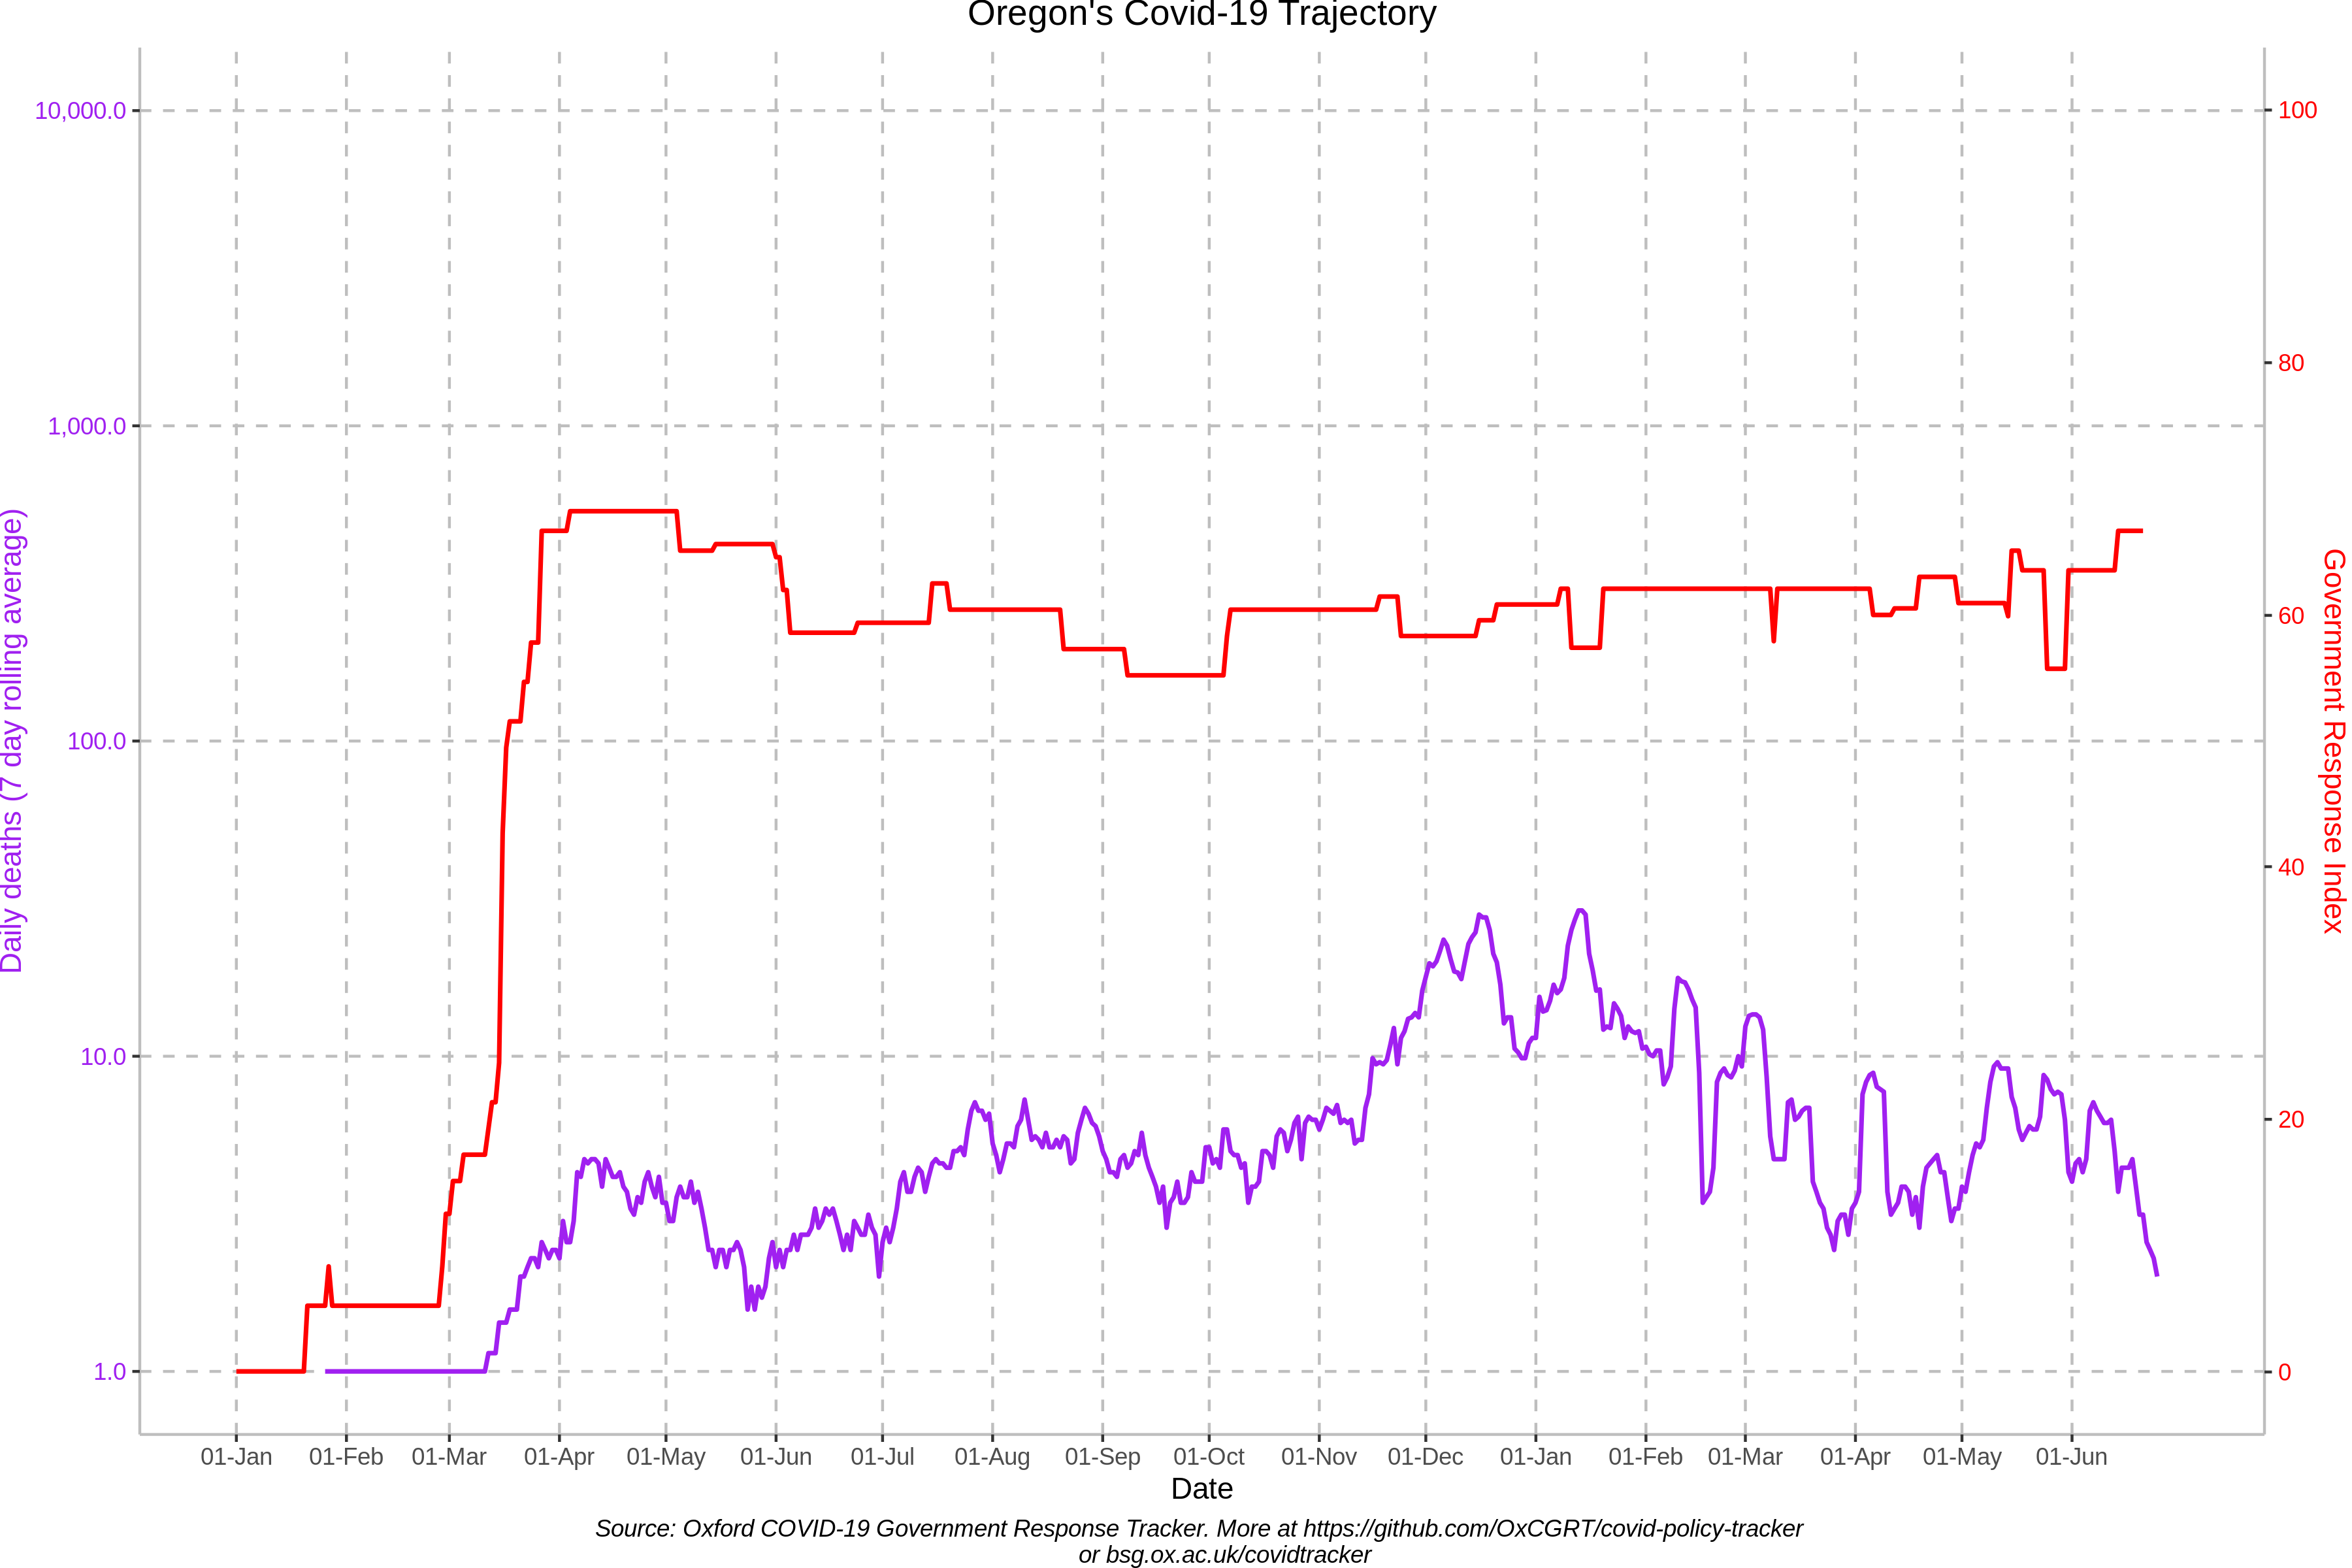 Oregon's Covid-19 Trajectory
10,000.0
1,000.0
100.0
10.0
1.0
Daily deaths (7 day rolling average)
100
80
60
40
20
0
Government Response Index
01-Jan 01-Feb 01-Mar 01-Apr 01-May 01-Jun 01-Jul 01-Aug 01-Sep 01-Oct 01-Nov 01-Dec 01-Jan 01-Feb 01-Mar 01-Apr 01-May 01-Jun
Date
Source: Oxford COVID-19 Government Response Tracker. More at https://github.com/OxCGRT/covid-policy-tracker
or bsg.ox.ac.uk/covidtracker